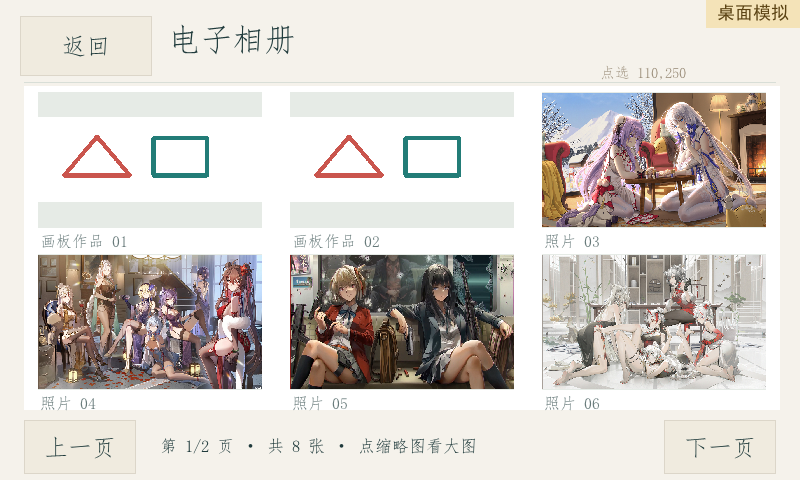 桌面模拟
返回
电子相册
点选 110,250
画板作品 01
画板作品 02
照片 03
照片 04
照片 05
照片 06
上一页
第 1/2 页 · 共 8 张 · 点缩略图看大图
下一页